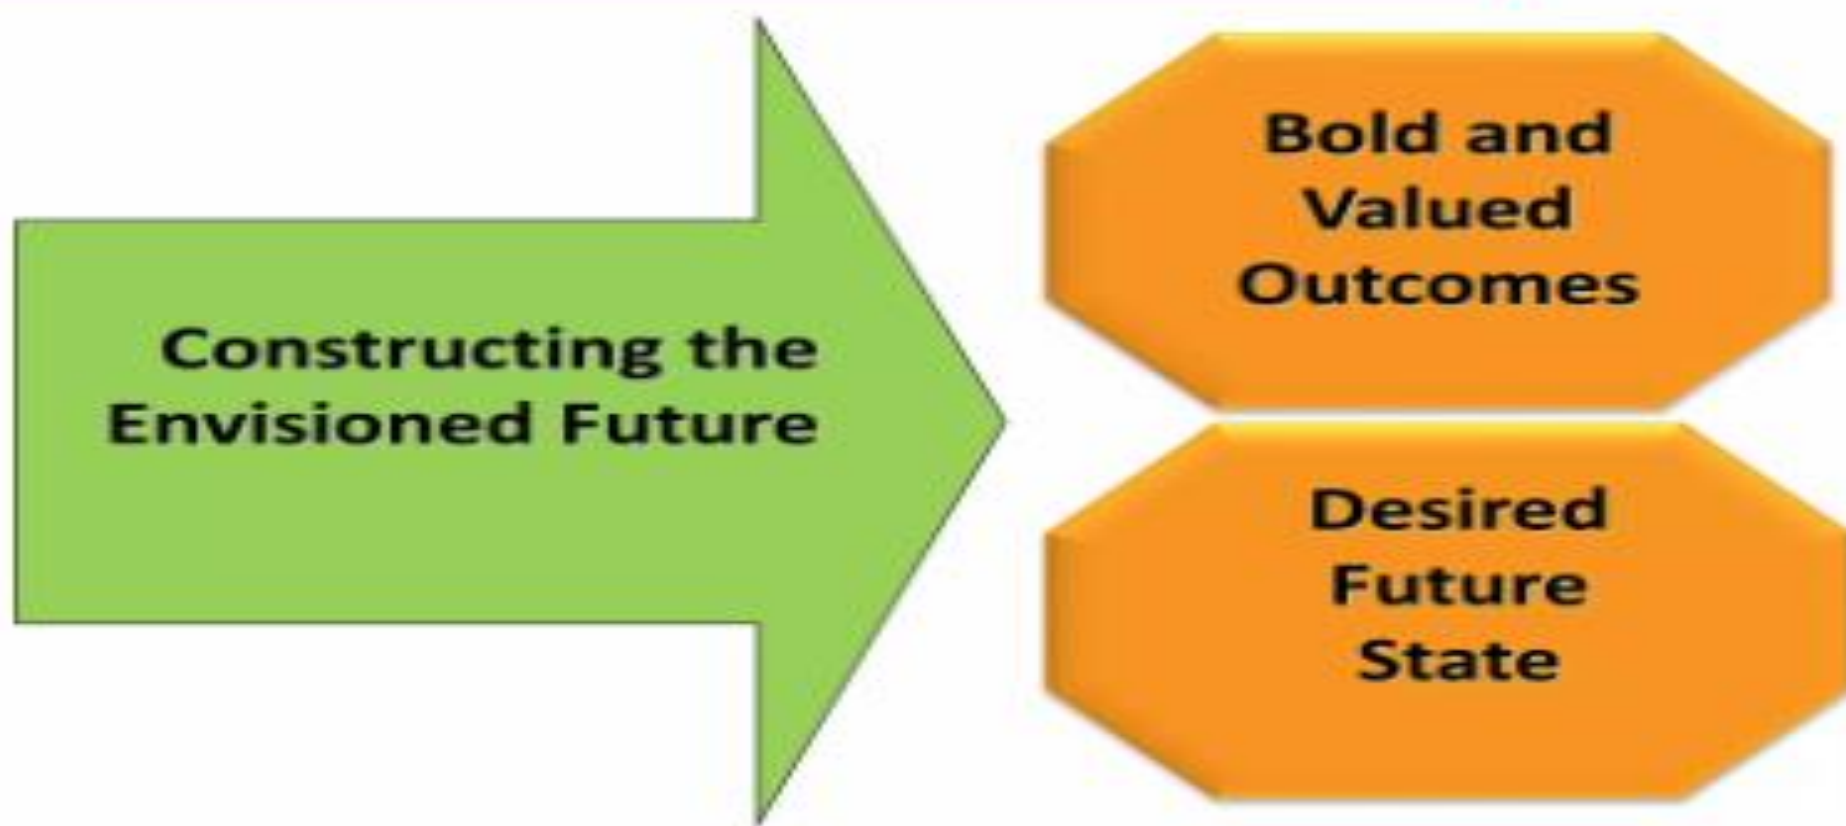 Constructing the
Envisioned Future
Bold and
Valued
Outcomes
Desired
Future
State